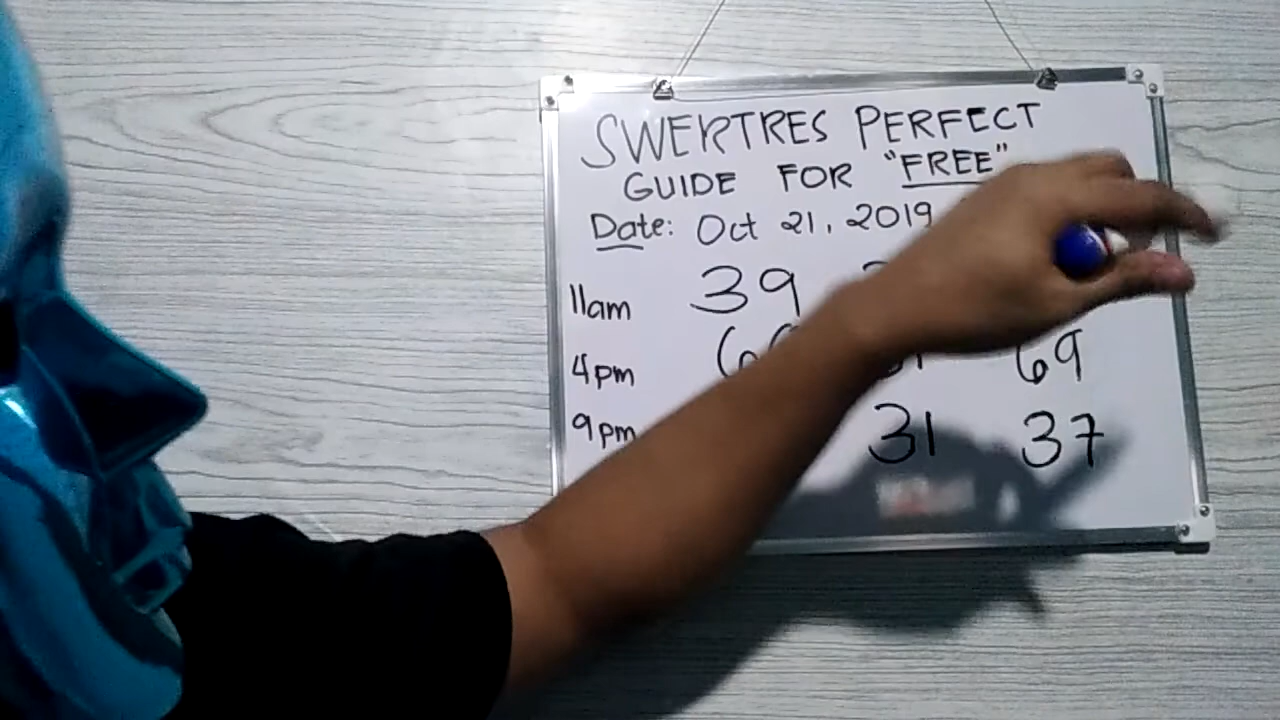 SWERTRES PERFECT
GUIDE FOR "FREE"
Date: Oct 21, 2019
11am 39
4pm 69
9pm 31 37